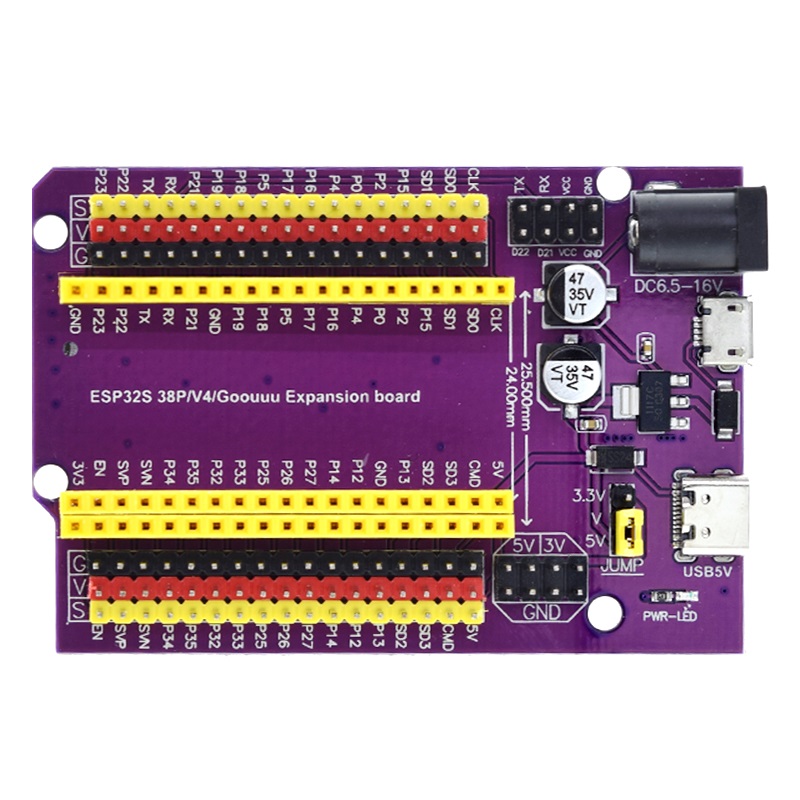 P23 P22 TX RX P21 P19 P18 P5 P17 P16 P4 P0 P2 P15 SD1 SD0 CLK
TX RX VCC GND
S
V
G
D22 D21 VCC GND
DC6.5-16V
47
35V
VT
GND P23 P22 TX RX P21 GND P19 P18 P5 P17 P16 P4 P0 P2 P15 SD1 SD0 CLK
47
35V
VT
1117C
ESP32S 38P/V4/Goouuu Expansion board
24.00mm
25.500mm
3V3 EN SVP SVN P34 P35 P32 P33 P25 P26 P27 P14 P12 GND P13 SD2 SD3 CMD 5V
SS24
3.3V
V
5V
JUMP
USB5V
5V 3V
GND
G
V
S
EN SVP SVN P34 P35 P32 P33 P25 P26 P27 P14 P12 P13 SD2 SD3 CMD 5V
PWR-LED